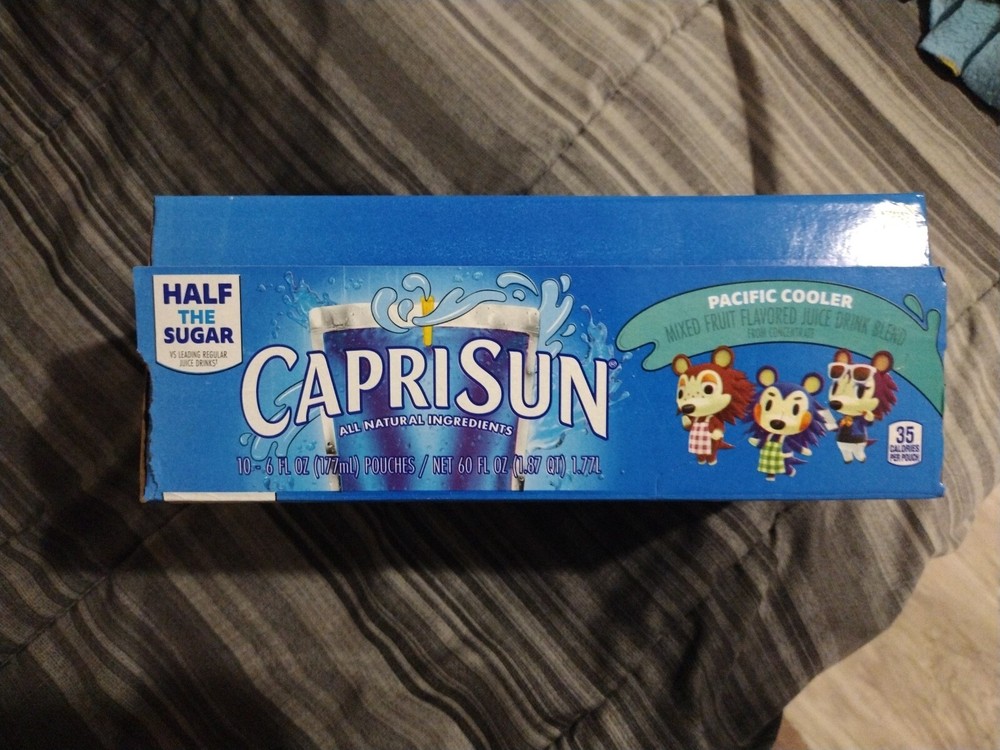 HALF
THE
SUGAR
VS LEADING REGULAR
JUICE DRINKS†
CAPRISUN®
ALL NATURAL INGREDIENTS
10 - 6 FL OZ (177mL) POUCHES / NET 60 FL OZ (1.87 QT) 1.77L
PACIFIC COOLER
MIXED FRUIT FLAVORED JUICE DRINK BLEND
FROM CONCENTRATE
35
CALORIES
PER POUCH